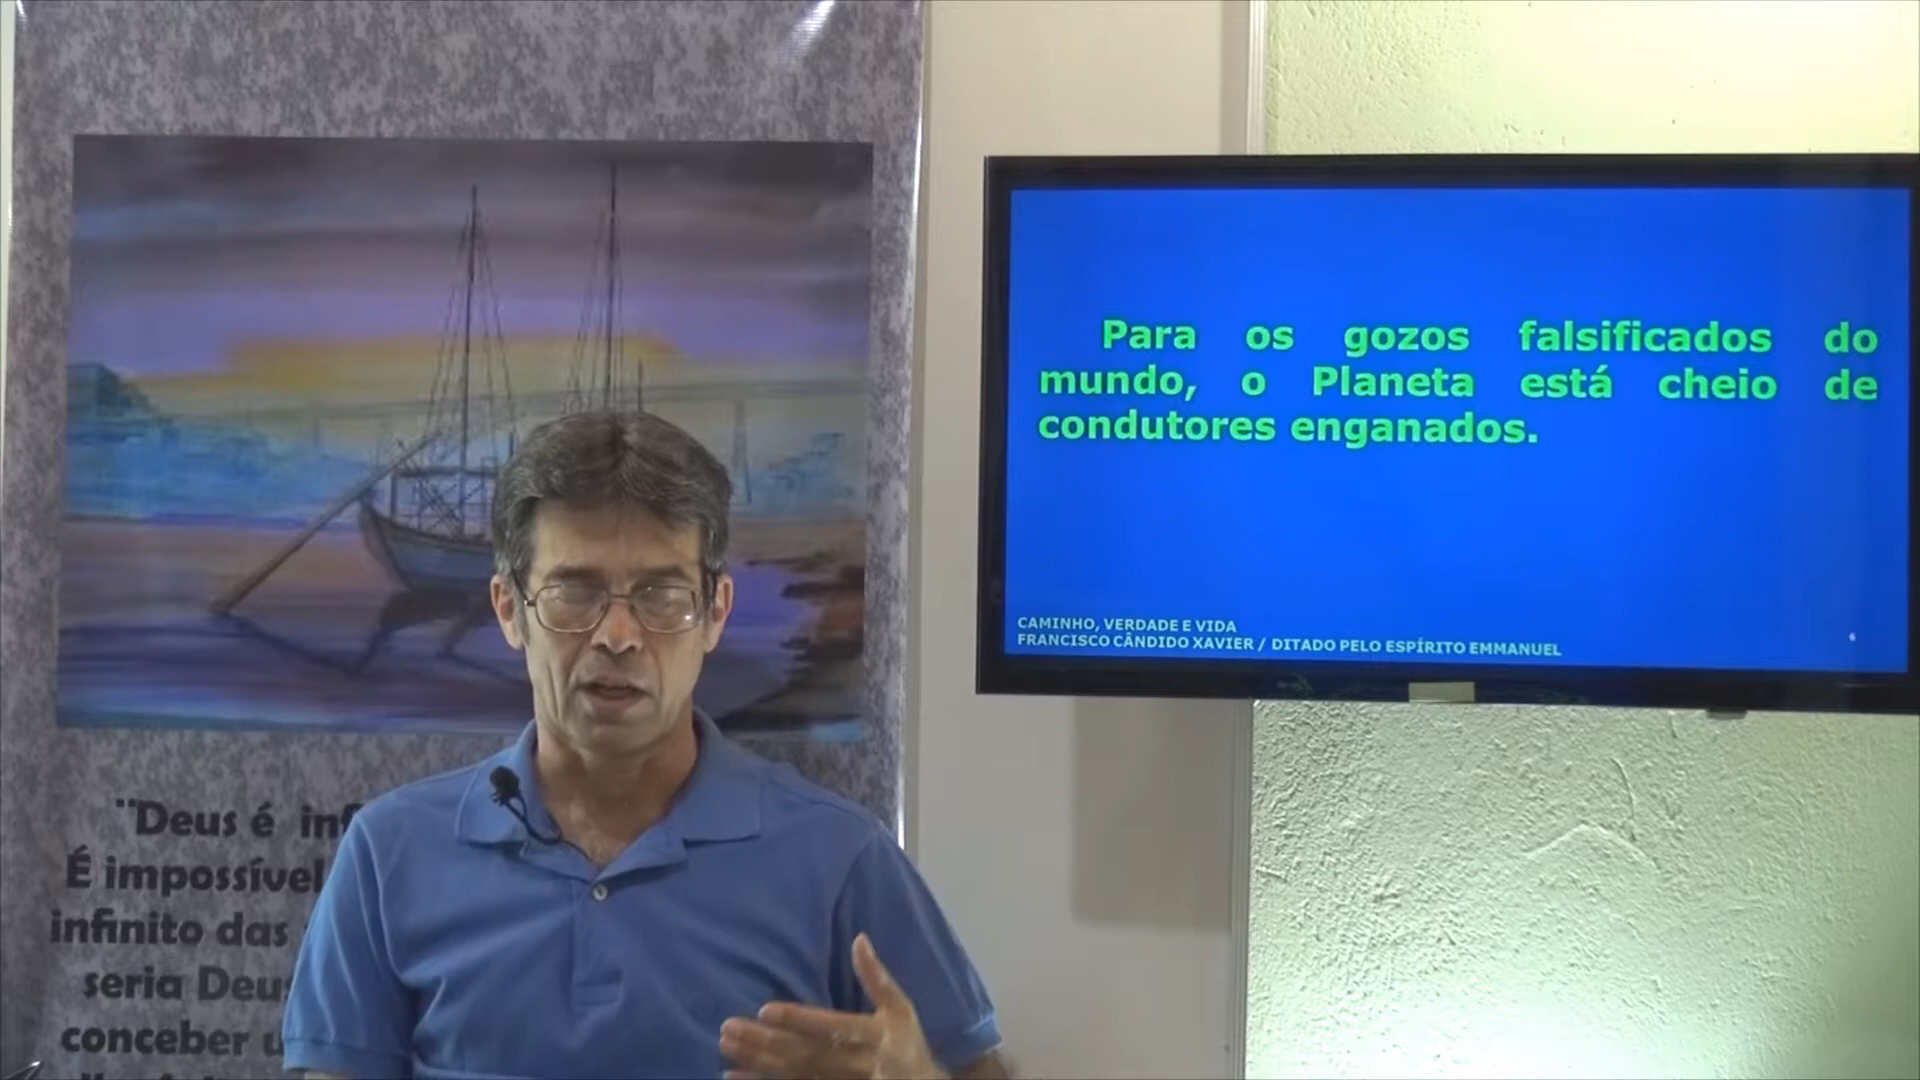 Para os gozos falsificados do
mundo, o Planeta está cheio de
condutores enganados.
CAMINHO, VERDADE E VIDA
FRANCISCO CÂNDIDO XAVIER / DITADO PELO ESPÍRITO EMMANUEL
6
¨Deus é
É impossível
infinito das
seria Deus
conceber